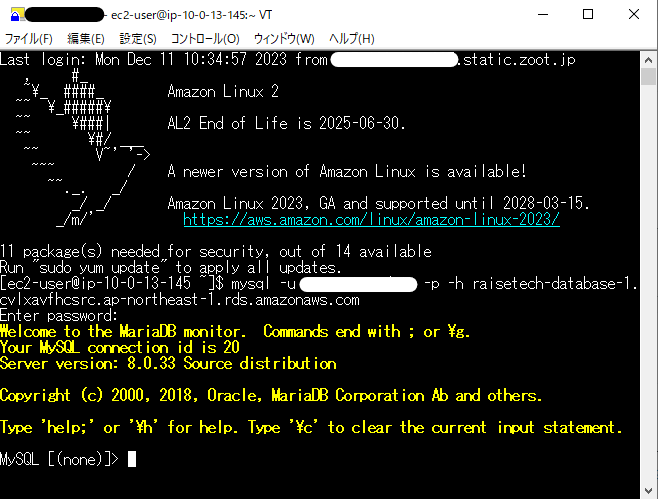 - ec2-user@ip-10-0-13-145:~ VT
ファイル(F) 編集(E) 設定(S) コントロール(O) ウィンドウ(W) ヘルプ(H)
Last login: Mon Dec 11 10:34:57 2023 from .static.zoot.jp
   ,     #_
   ~¥_  ####_        Amazon Linux 2
  ~~  ¥_#####¥
  ~~     ¥###|       AL2 End of Life is 2025-06-30.
  ~~       ¥#/ ___
   ~~       V~' '->
    ~~~         /    A newer version of Amazon Linux is available!
      ~~._.   _/
         _/ _/       Amazon Linux 2023, GA and supported until 2028-03-15.
       _/m/'           https://aws.amazon.com/linux/amazon-linux-2023/
11 package(s) needed for security, out of 14 available
Run "sudo yum update" to apply all updates.
[ec2-user@ip-10-0-13-145 ~]$ mysql -u -p -h raisetech-database-1.
cvlxavfhcsrc.ap-northeast-1.rds.amazonaws.com
Enter password:
Welcome to the MariaDB monitor.  Commands end with ; or ¥g.
Your MySQL connection id is 20
Server version: 8.0.33 Source distribution
Copyright (c) 2000, 2018, Oracle, MariaDB Corporation Ab and others.
Type 'help;' or '¥h' for help. Type '¥c' to clear the current input statement.
MySQL [(none)]>